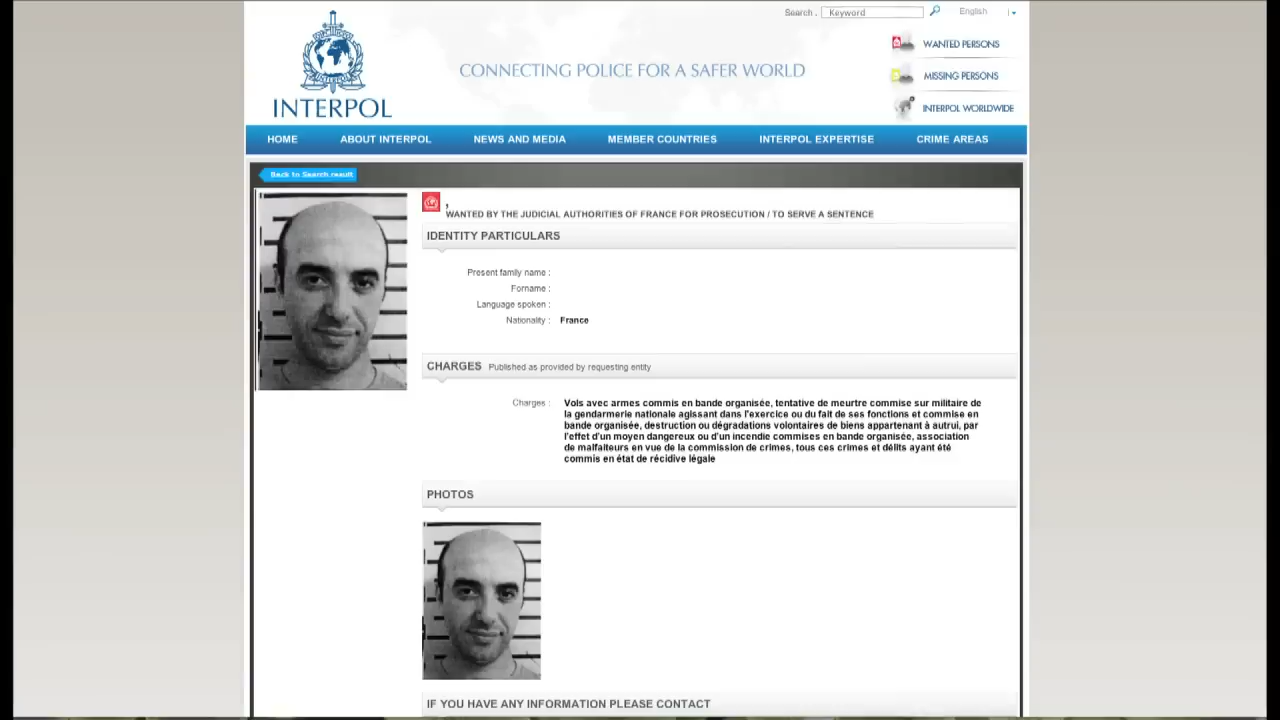 Search .
Keyword
English
WANTED PERSONS
CONNECTING POLICE FOR A SAFER WORLD
MISSING PERSONS
INTERPOL
INTERPOL WORLDWIDE
HOME ABOUT INTERPOL NEWS AND MEDIA MEMBER COUNTRIES INTERPOL EXPERTISE CRIME AREAS
Back to Search result
,
WANTED BY THE JUDICIAL AUTHORITIES OF FRANCE FOR PROSECUTION / TO SERVE A SENTENCE
IDENTITY PARTICULARS
Present family name :
Forname :
Language spoken :
Nationality : France
CHARGES Published as provided by requesting entity
Charges : Vols avec armes commis en bande organisée, tentative de meurtre commise sur militaire de
la gendarmerie nationale agissant dans l'exercice ou du fait de ses fonctions et commise en
bande organisée, destruction ou dégradations volontaires de biens appartenant à autrui, par
l'effet d'un moyen dangereux ou d'un incendie commises en bande organisée, association
de malfaiteurs en vue de la commission de crimes, tous ces crimes et délits ayant été
commis en état de récidive légale
PHOTOS
IF YOU HAVE ANY INFORMATION PLEASE CONTACT